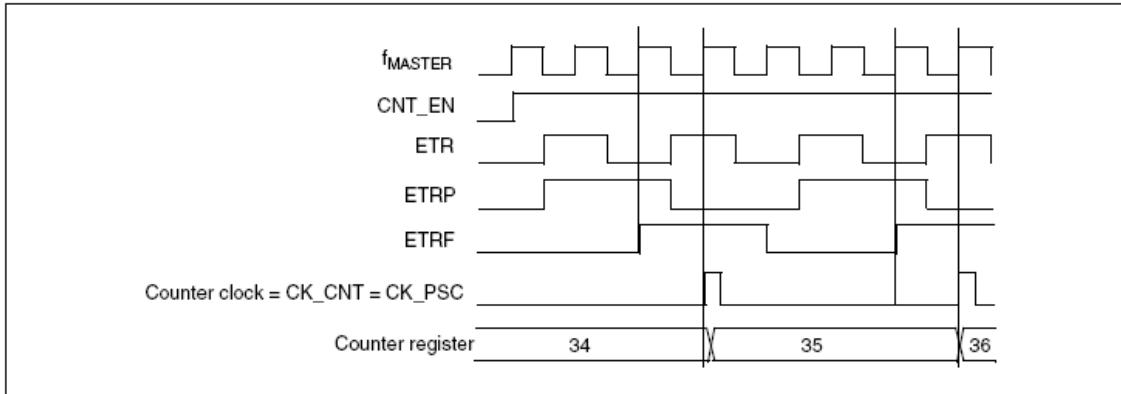 fMASTER
CNT_EN
ETR
ETRP
ETRF
Counter clock = CK_CNT = CK_PSC
Counter register 34 35 36